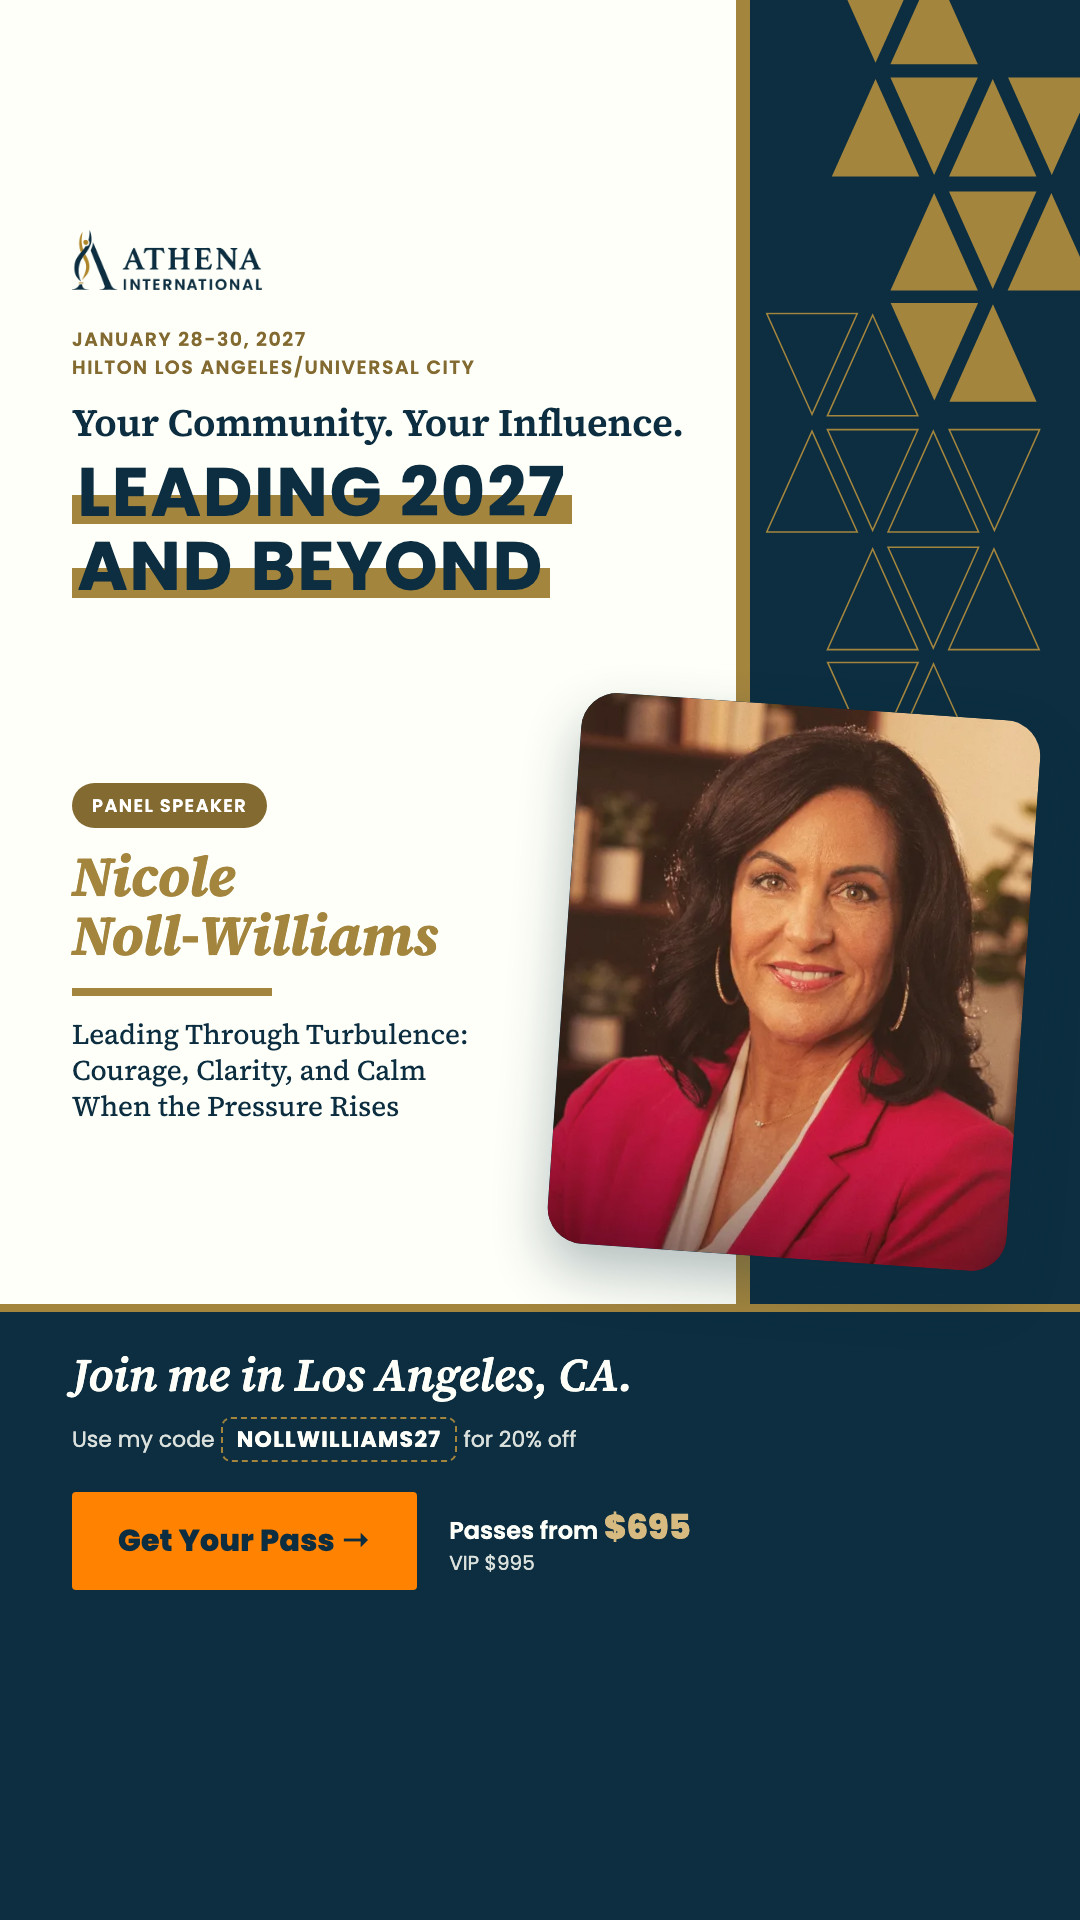 ATHENA
INTERNATIONAL
JANUARY 28-30, 2027
HILTON LOS ANGELES/UNIVERSAL CITY
Your Community. Your Influence.
LEADING 2027
AND BEYOND
PANEL SPEAKER
Nicole
Noll-Williams
Leading Through Turbulence:
Courage, Clarity, and Calm
When the Pressure Rises
Join me in Los Angeles, CA.
Use my code NOLLWILLIAMS27 for 20% off
Get Your Pass →
Passes from $695
VIP $995